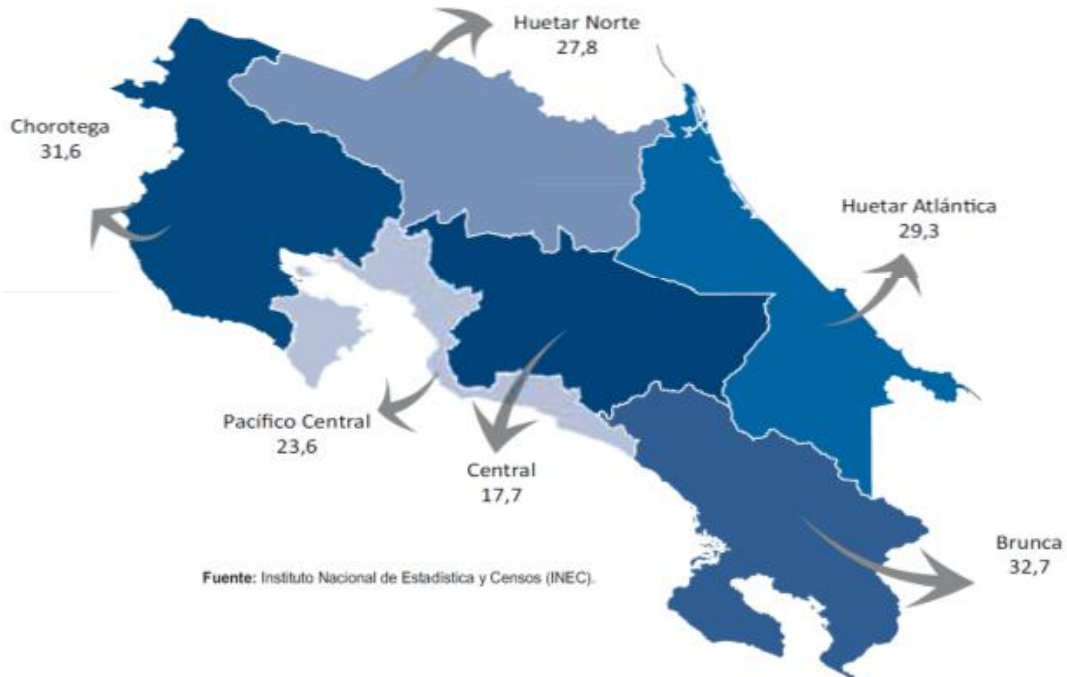 Huetar Norte
27,8
Chorotega
31,6
Huetar Atlántica
29,3
Pacífico Central
23,6
Central
17,7
Brunca
32,7
Fuente: Instituto Nacional de Estadística y Censos (INEC).